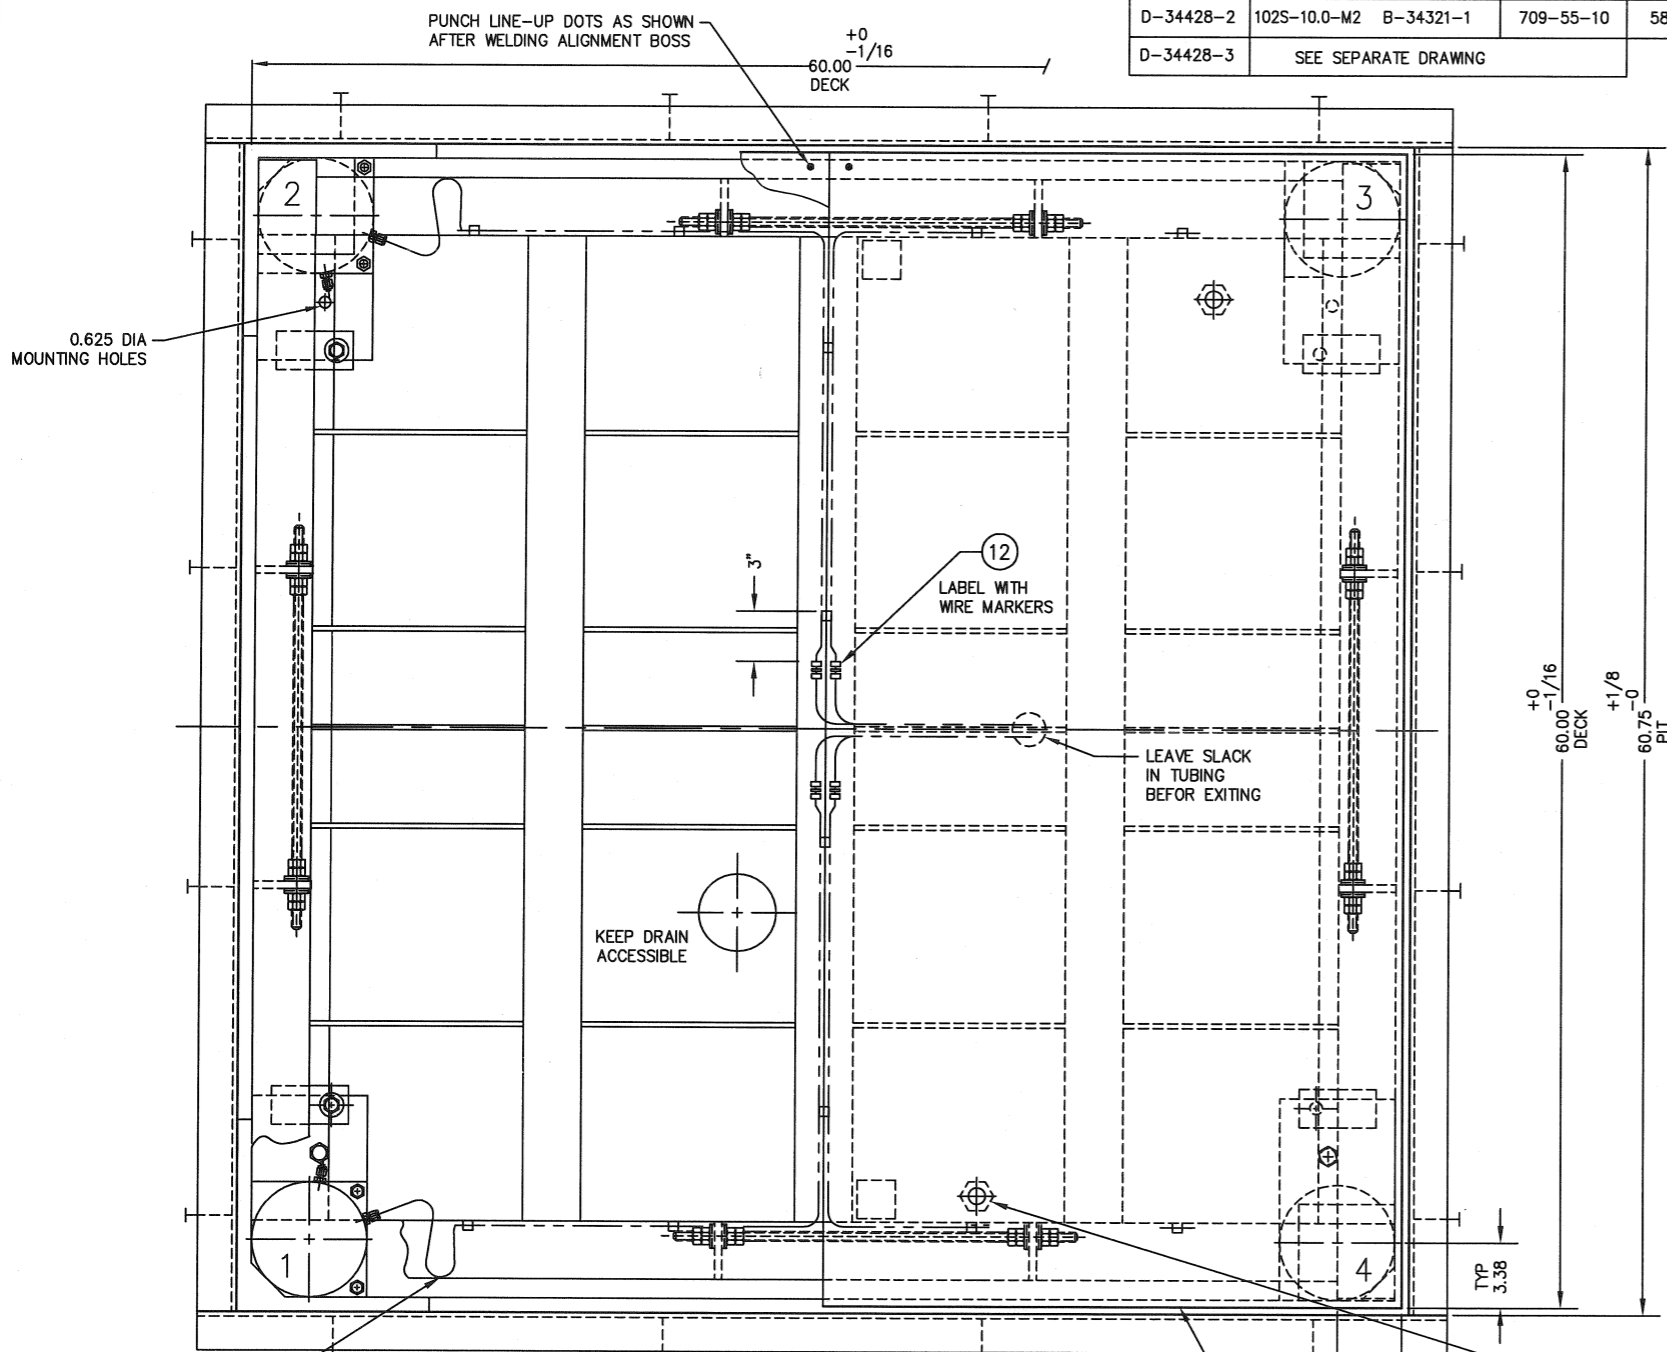 D-34428-2 102S-10.0-M2 B-34321-1 709-55-10 58
D-34428-3 SEE SEPARATE DRAWING
PUNCH LINE-UP DOTS AS SHOWN
AFTER WELDING ALIGNMENT BOSS
+0
-1/16
60.00
DECK
2
3
0.625 DIA
MOUNTING HOLES
3"
12
LABEL WITH
WIRE MARKERS
+0
-1/16
60.00
DECK
+1/8
-0
60.75
PIT
LEAVE SLACK
IN TUBING
BEFOR EXITING
KEEP DRAIN
ACCESSIBLE
1
4
TYP
3.38